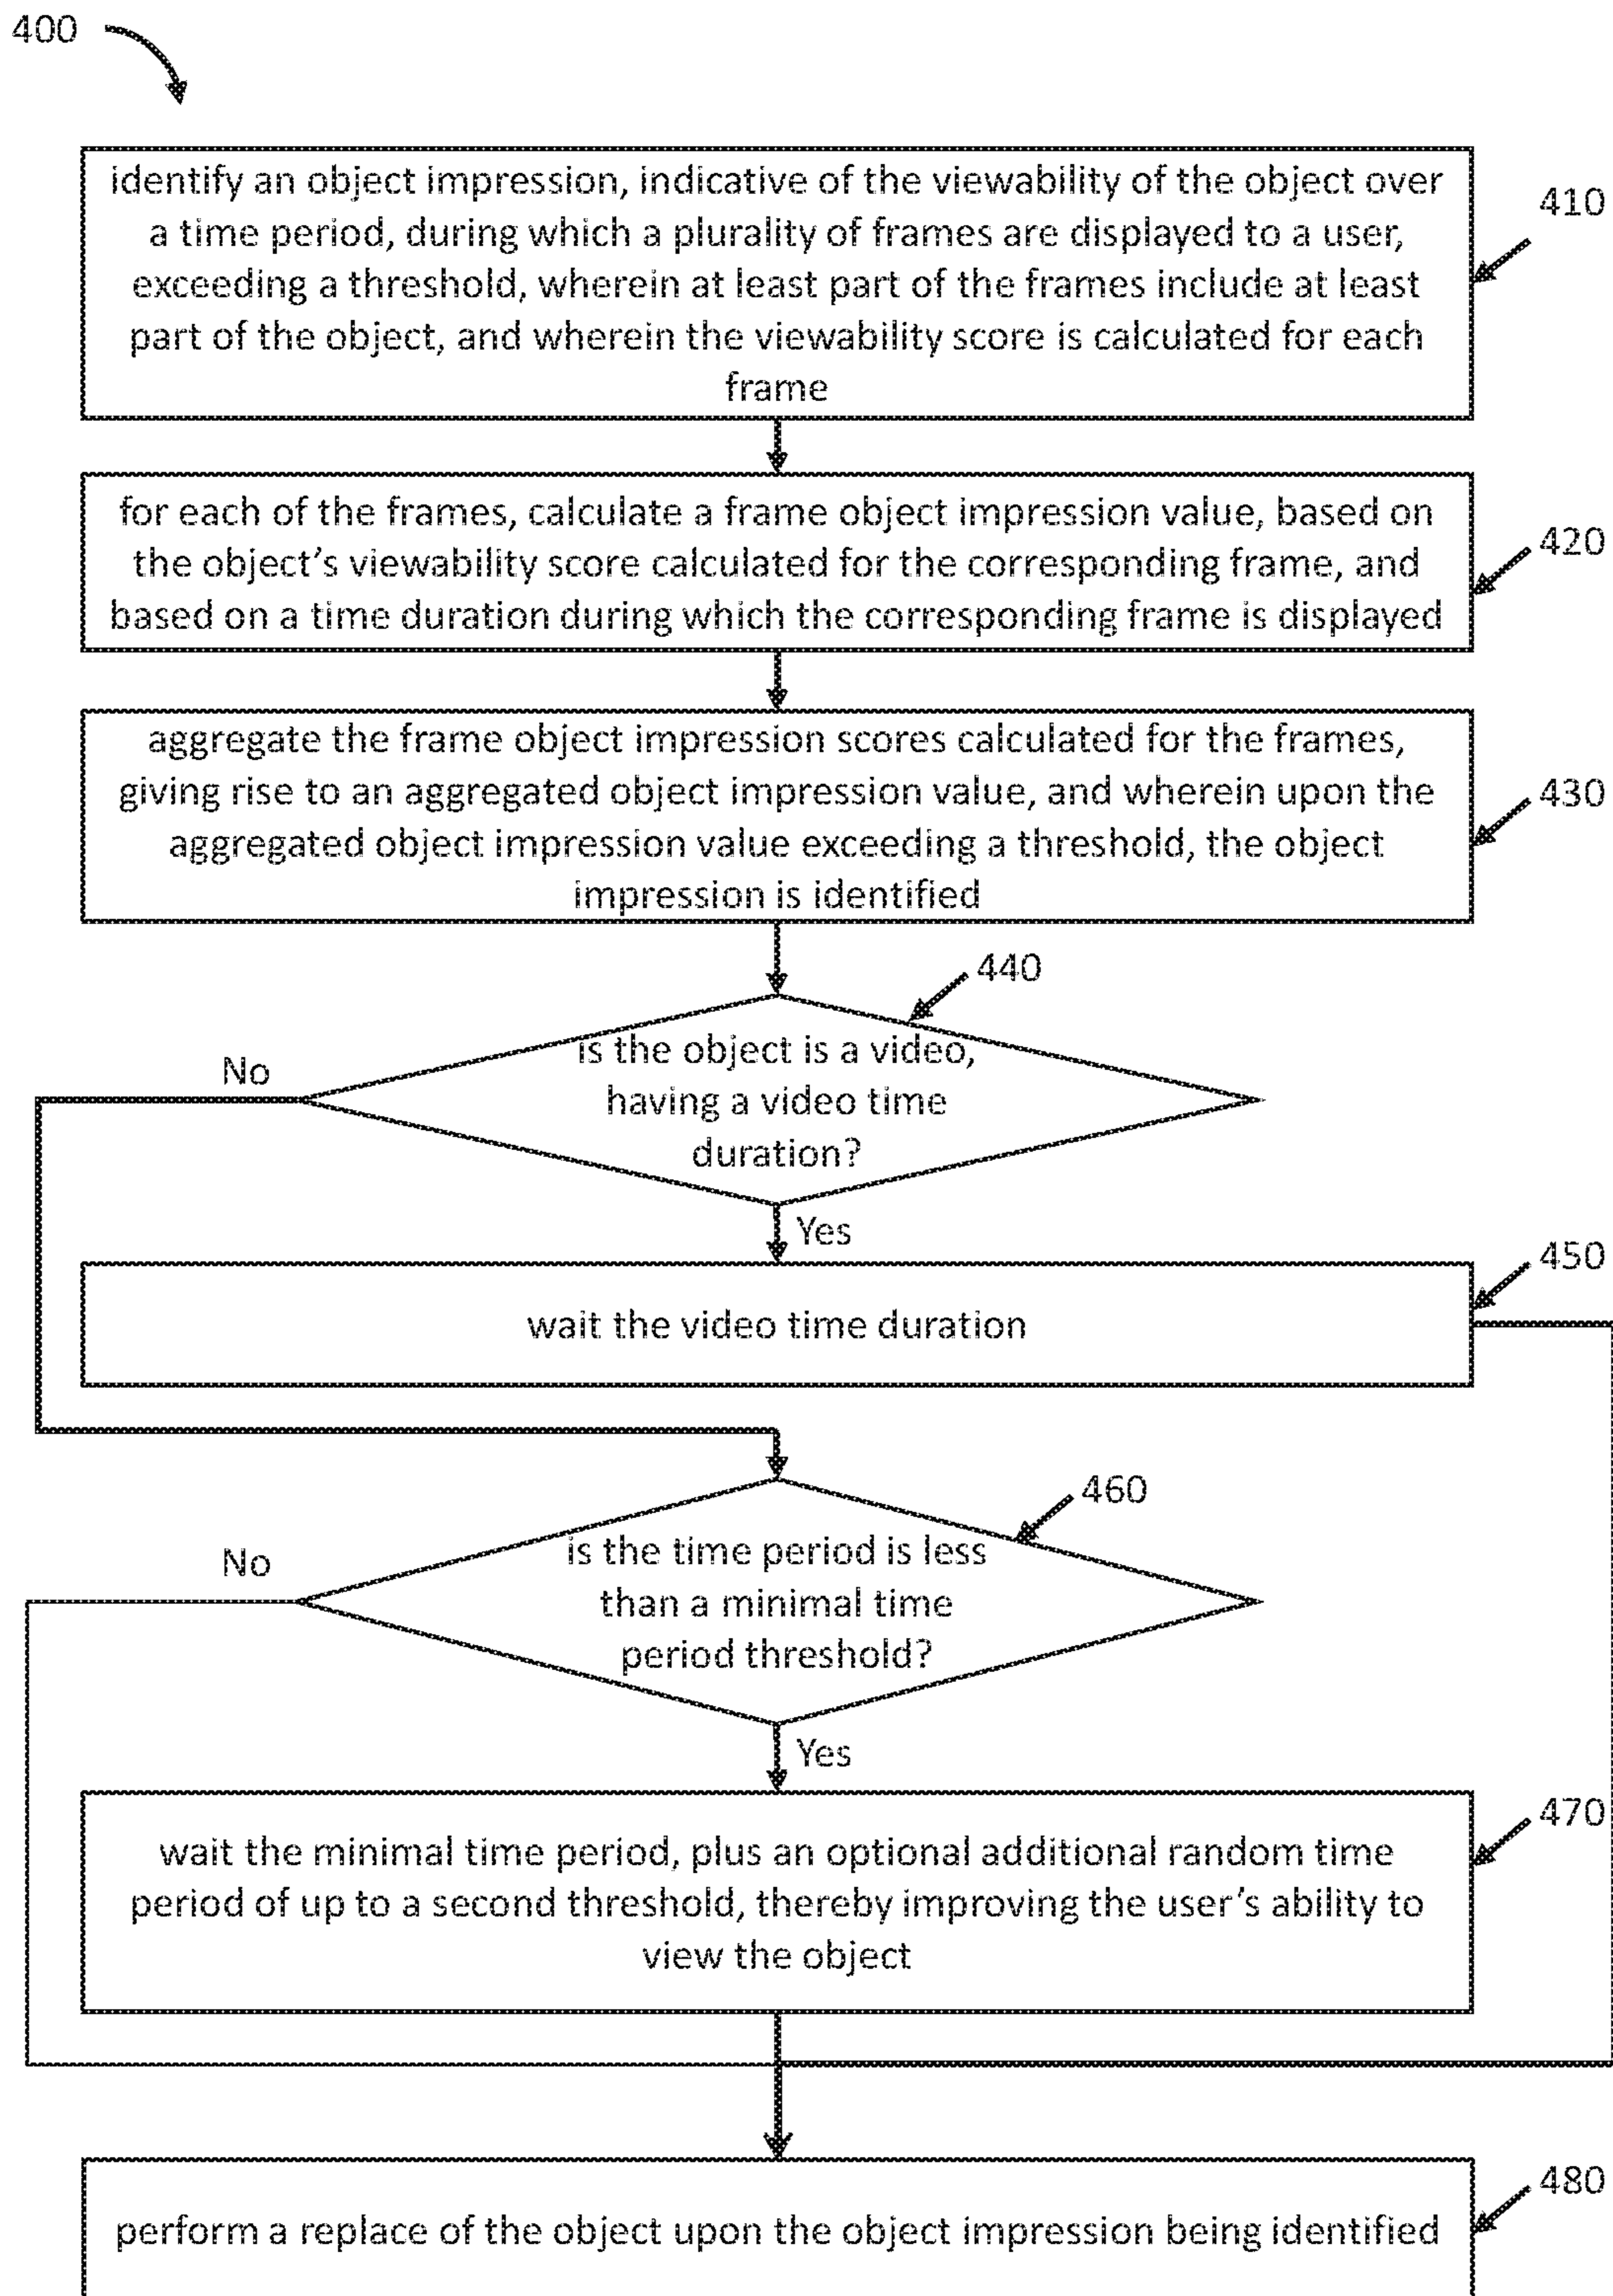 400
identify an object impression, indicative of the viewability of the object over
a time period, during which a plurality of frames are displayed to a user,
exceeding a threshold, wherein at least part of the frames include at least
part of the object, and wherein the viewability score is calculated for each
frame
410
for each of the frames, calculate a frame object impression value, based on
the object's viewability score calculated for the corresponding frame, and
based on a time duration during which the corresponding frame is displayed
420
aggregate the frame object impression scores calculated for the frames,
giving rise to an aggregated object impression value, and wherein upon the
aggregated object impression value exceeding a threshold, the object
impression is identified
430
440
is the object is a video,
having a video time
duration?
No
Yes
450
wait the video time duration
460
is the time period is less
than a minimal time
period threshold?
No
Yes
470
wait the minimal time period, plus an optional additional random time
period of up to a second threshold, thereby improving the user's ability to
view the object
480
perform a replace of the object upon the object impression being identified